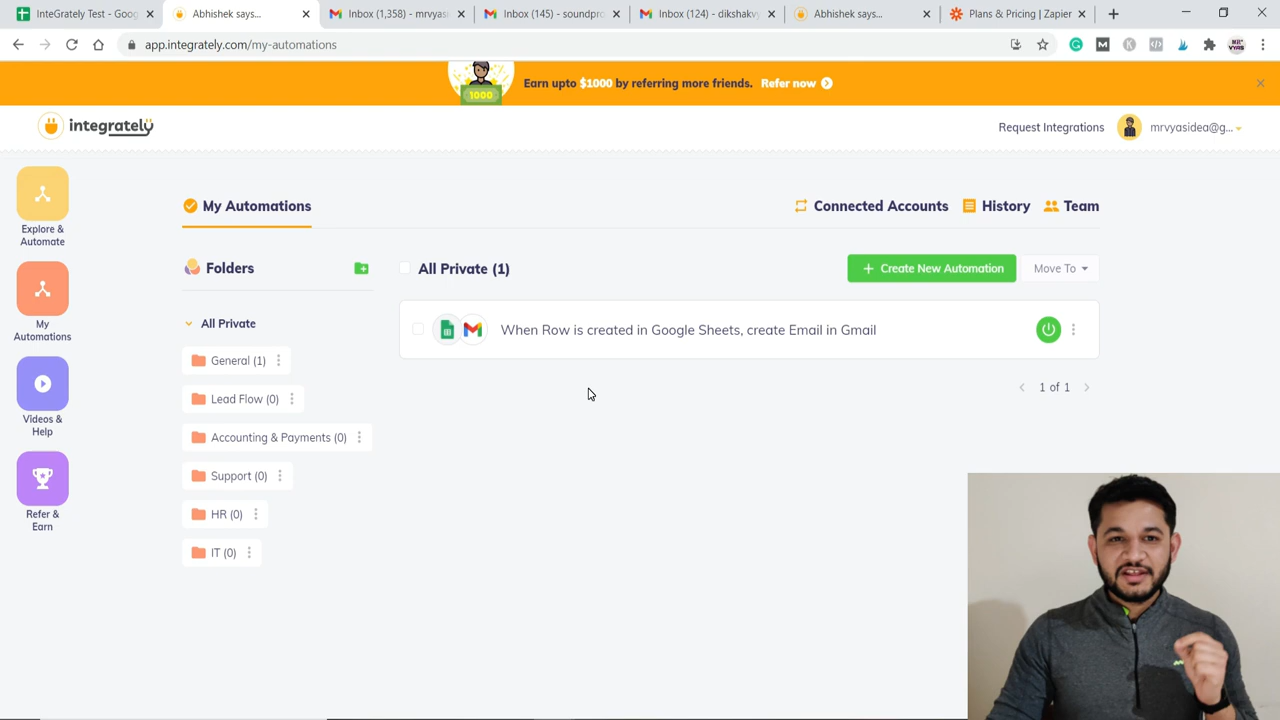 InteGrately Test - Goog
Abhishek says...
Inbox (1,358) - mrvyasi
Inbox (145) - soundpro
Inbox (124) - dikshakvy
Abhishek says...
Plans & Pricing | Zapier
app.integrately.com/my-automations
1000
Earn upto $1000 by referring more friends. Refer now
integrately
Request Integrations
mrvyasidea@g...
Explore & Automate
My Automations
Videos & Help
Refer & Earn
My Automations
Connected Accounts
History
Team
Folders
All Private (1)
+ Create New Automation
Move To
All Private
General (1)
Lead Flow (0)
Accounting & Payments (0)
Support (0)
HR (0)
IT (0)
When Row is created in Google Sheets, create Email in Gmail
1 of 1